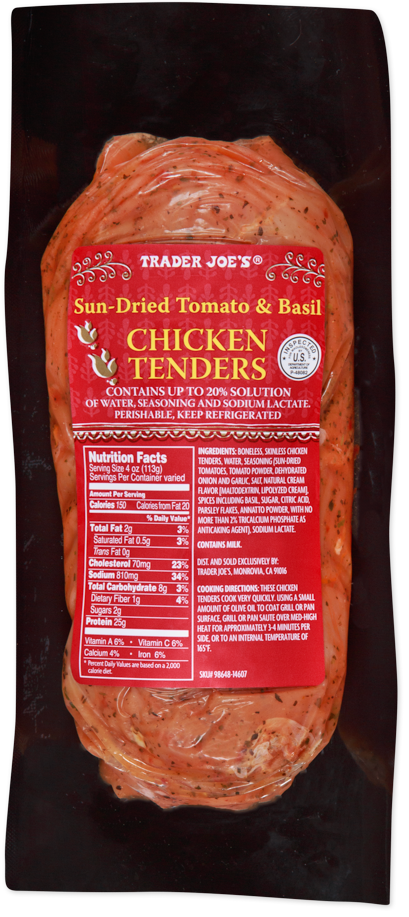 TRADER JOE'S®
Sun-Dried Tomato & Basil
CHICKEN
TENDERS
CONTAINS UP TO 20% SOLUTION
OF WATER, SEASONING AND SODIUM LACTATE.
PERISHABLE, KEEP REFRIGERATED
INSPECTED
U.S.
DEPARTMENT OF
AGRICULTURE
P-48083
Nutrition Facts
Serving Size 4 oz (113g)
Servings Per Container varied
Amount Per Serving
Calories 150 Calories from Fat 20
% Daily Value*
Total Fat 2g 3%
Saturated Fat 0.5g 3%
Trans Fat 0g
Cholesterol 70mg 23%
Sodium 810mg 34%
Total Carbohydrate 8g 3%
Dietary Fiber 1g 4%
Sugars 2g
Protein 25g
Vitamin A 6% • Vitamin C 6%
Calcium 4% • Iron 6%
* Percent Daily Values are based on a 2,000
calorie diet.
INGREDIENTS: BONELESS, SKINLESS CHICKEN
TENDERS, WATER, SEASONING [SUN-DRIED
TOMATOES, TOMATO POWDER, DEHYDRATED
ONION AND GARLIC, SALT, NATURAL CREAM
FLAVOR (MALTODEXTRIN, LIPOLYZED CREAM),
SPICES INCLUDING BASIL, SUGAR, CITRIC ACID,
PARSLEY FLAKES, ANNATTO POWDER, WITH NO
MORE THAN 2% TRICALCIUM PHOSPHATE AS
ANTICAKING AGENT], SODIUM LACTATE.
CONTAINS MILK.
DIST. AND SOLD EXCLUSIVELY BY:
TRADER JOE'S, MONROVIA, CA 91016
COOKING DIRECTIONS: THESE CHICKEN
TENDERS COOK VERY QUICKLY. USING A SMALL
AMOUNT OF OLIVE OIL TO COAT GRILL OR PAN
SURFACE, GRILL OR PAN SAUTE OVER MED-HIGH
HEAT FOR APPROXIMATELY 3-4 MINUTES PER
SIDE, OR TO AN INTERNAL TEMPERATURE OF
165°F.
SKU# 98648-14607